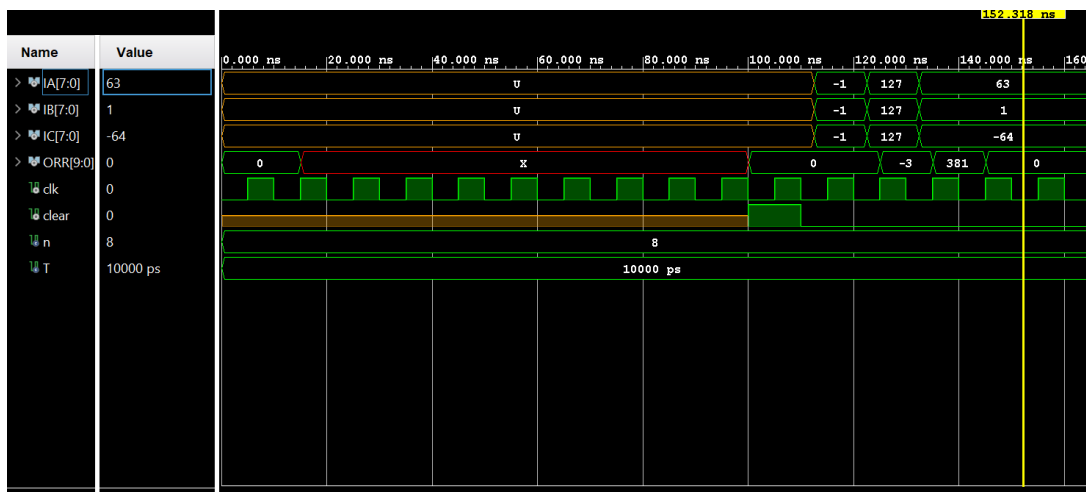 152.318 ns
Name Value
0.000 ns 20.000 ns 40.000 ns 60.000 ns 80.000 ns 100.000 ns 120.000 ns 140.000 ns 160
IA[7:0] 63 U -1 127 63
IB[7:0] 1 U -1 127 1
IC[7:0] -64 U -1 127 -64
ORR[9:0] 0 0 X 0 -3 381 0
clk 0
clear 0
n 8 8
T 10000 ps 10000 ps